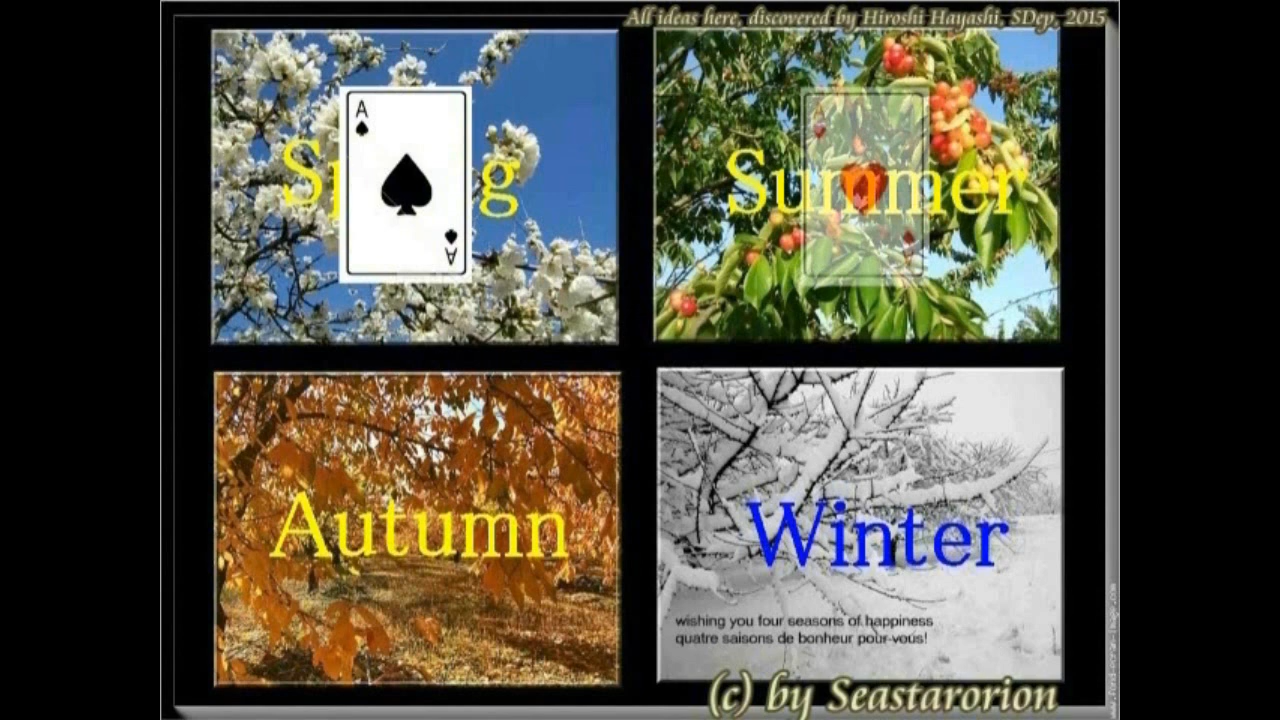 All ideas here, discovered by Hiroshi Hayashi, SDep, 2015
A
A
Summer
Autumn
Winter
wishing you four seasons of happiness
quatre saisons de bonheur pour-vous!
(c) by Seastarorion